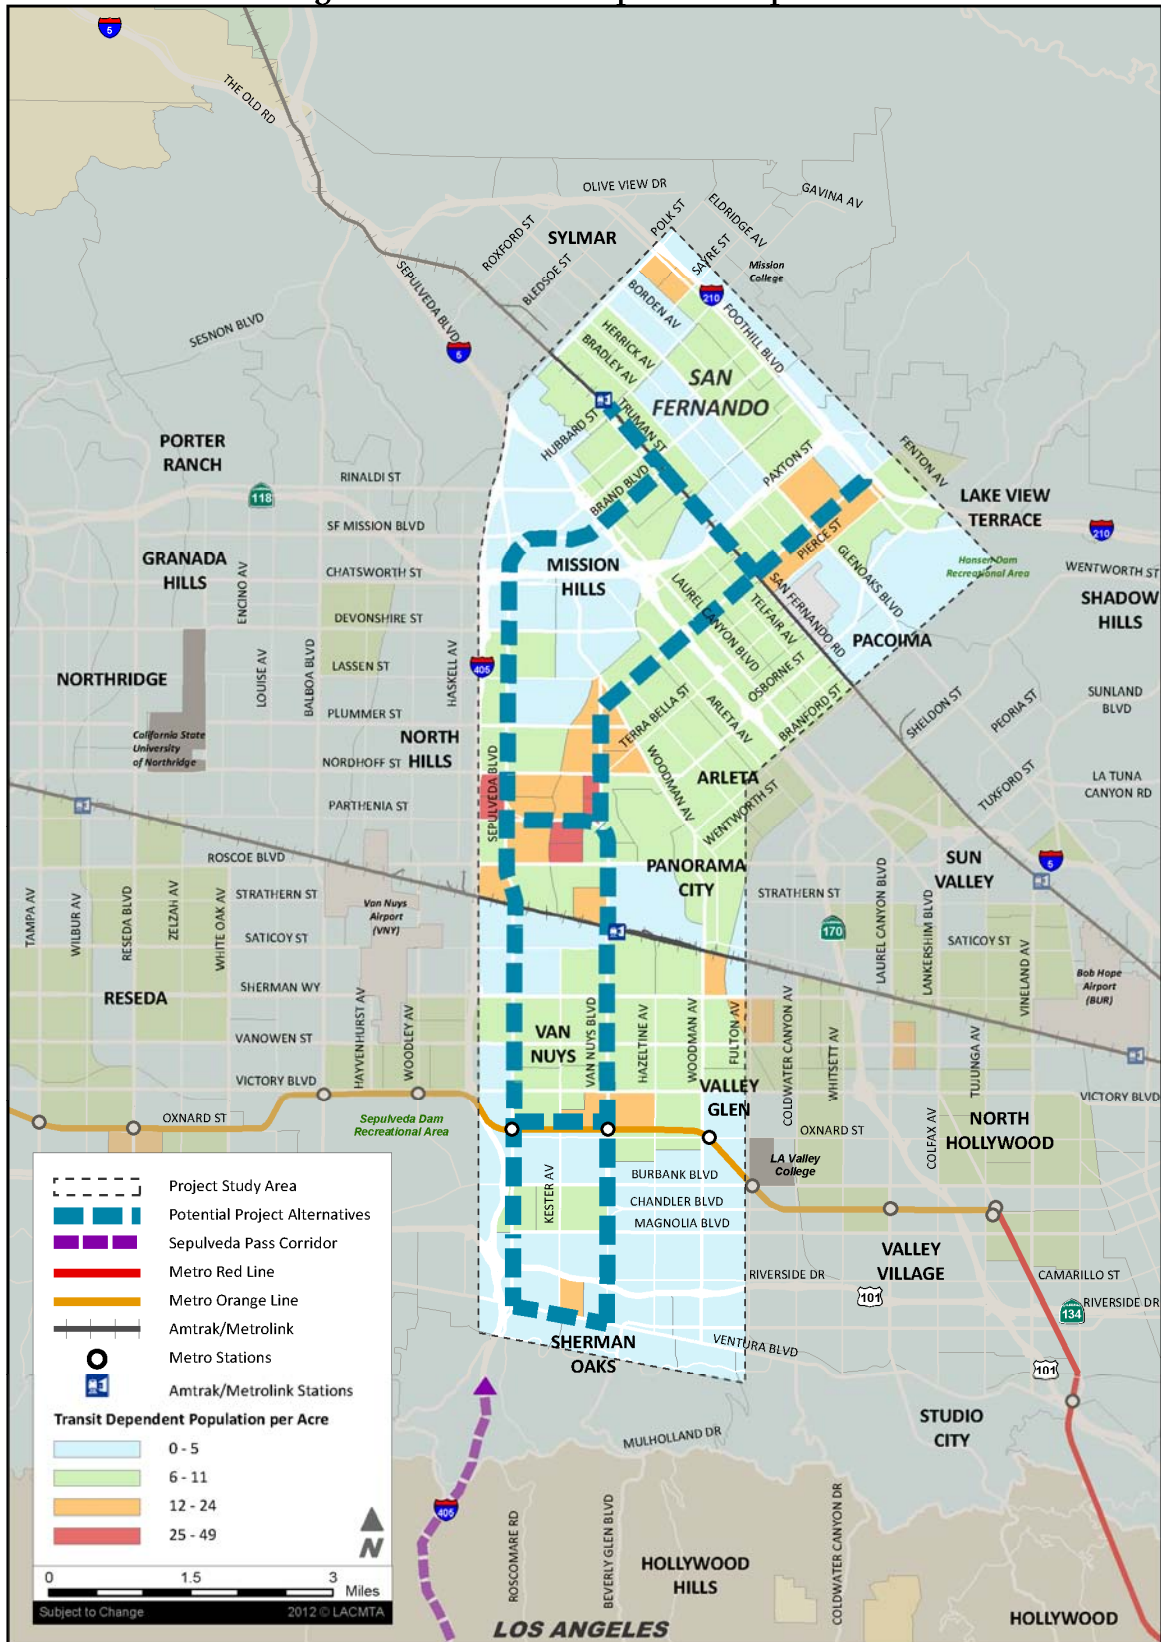 5
THE OLD RD
OLIVE VIEW DR
GAVINA AV
POLK ST
ELDRIDGE AV
ROXFORD ST
SYLMAR
SAYRE ST
BLEDSOE ST
Mission
College
SEPULVEDA BLVD
BORDEN AV
210
FOOTHILL BLVD
SESNON BLVD
HERRICK AV
BRADLEY AV
5
SAN
FERNANDO
TRUMAN ST
HUBBARD ST
PORTER
RANCH
RINALDI ST
118
BRAND BLVD
PAXTON ST
FENTON AV
LAKE VIEW
TERRACE
SF MISSION BLVD
PIERCE ST
210
GRANADA
HILLS
CHATSWORTH ST
MISSION
HILLS
GLENOAKS BLVD
Hansen Dam
Recreational Area
WENTWORTH ST
ENCINO AV
DEVONSHIRE ST
LAUREL CANYON BLVD
TELFAIR AV
SAN FERNANDO RD
SHADOW
HILLS
PACOIMA
NORTHRIDGE
LOUISE AV
BALBOA BLVD
LASSEN ST
HASKELL AV
405
OSBORNE ST
BRANFORD ST
SHELDON ST
PEORIA ST
SUNLAND
BLVD
PLUMMER ST
TERRA BELLA ST
ARLETA AV
California State
University
of Northridge
NORTH
HILLS
NORDHOFF ST
SEPULVEDA BLVD
WOODMAN AV
ARLETA
TUXFORD ST
LA TUNA
CANYON RD
PARTHENIA ST
WENTWORTH ST
ROSCOE BLVD
PANORAMA
CITY
SUN
VALLEY
5
TAMPA AV
WILBUR AV
RESEDA BLVD
ZELZAH AV
WHITE OAK AV
STRATHERN ST
Van Nuys
Airport
(VNY)
STRATHERN ST
170
LAUREL CANYON BLVD
LANKERSHIM BLVD
SATICOY ST
SATICOY ST
VINELAND AV
Bob Hope
Airport
(BUR)
RESEDA
SHERMAN WY
HAYVENHURST AV
WOODLEY AV
VAN
NUYS
VAN NUYS BLVD
HAZELTINE AV
WOODMAN AV
FULTON AV
COLDWATER CANYON AV
WHITSETT AV
TUJUNGA AV
VANOWEN ST
VICTORY BLVD
VALLEY
GLEN
VICTORY BLVD
OXNARD ST
Sepulveda Dam
Recreational Area
OXNARD ST
COLFAX AV
NORTH
HOLLYWOOD
LA Valley
College
KESTER AV
BURBANK BLVD
CHANDLER BLVD
MAGNOLIA BLVD
VALLEY
VILLAGE
RIVERSIDE DR
CAMARILLO ST
101
RIVERSIDE DR
134
SHERMAN
OAKS
VENTURA BLVD
101
STUDIO
CITY
MULHOLLAND DR
405
ROSCOMARE RD
BEVERLY GLEN BLVD
COLDWATER CANYON DR
HOLLYWOOD
HILLS
HOLLYWOOD
LOS ANGELES
Project Study Area
Potential Project Alternatives
Sepulveda Pass Corridor
Metro Red Line
Metro Orange Line
Amtrak/Metrolink
Metro Stations
Amtrak/Metrolink Stations
Transit Dependent Population per Acre
0 - 5
6 - 11
12 - 24
25 - 49
N
0 1.5 3
Miles
Subject to Change 2012 © LACMTA